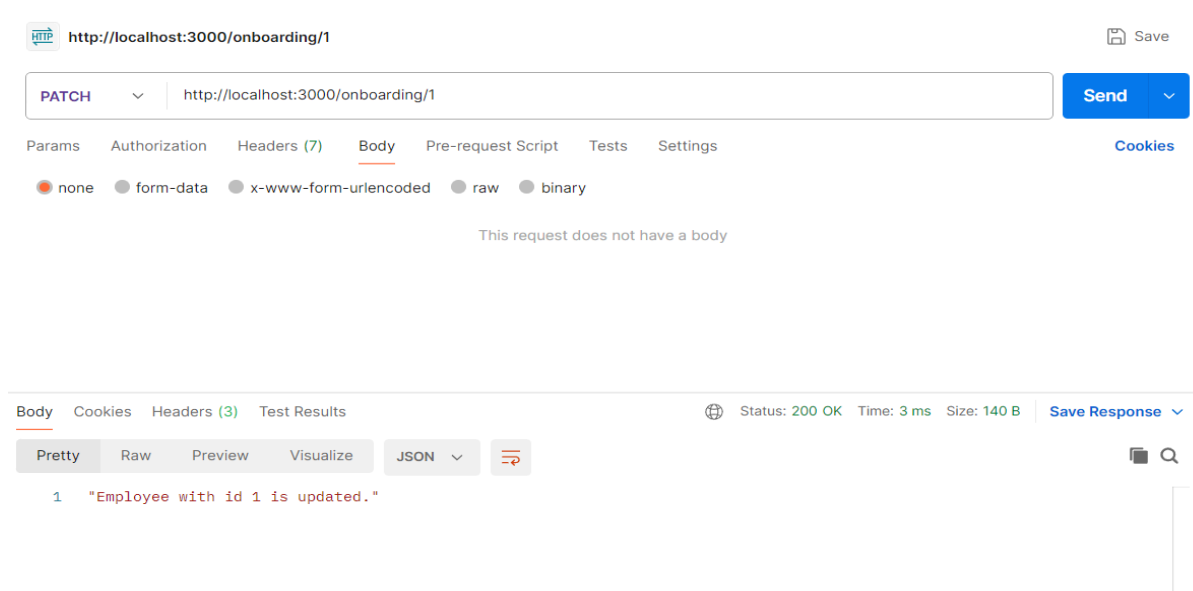 HTTP http://localhost:3000/onboarding/1 Save
PATCH http://localhost:3000/onboarding/1 Send
Params Authorization Headers (7) Body Pre-request Script Tests Settings Cookies
none form-data x-www-form-urlencoded raw binary
This request does not have a body
Body Cookies Headers (3) Test Results Status: 200 OK Time: 3 ms Size: 140 B Save Response
Pretty Raw Preview Visualize JSON
1 "Employee with id 1 is updated."